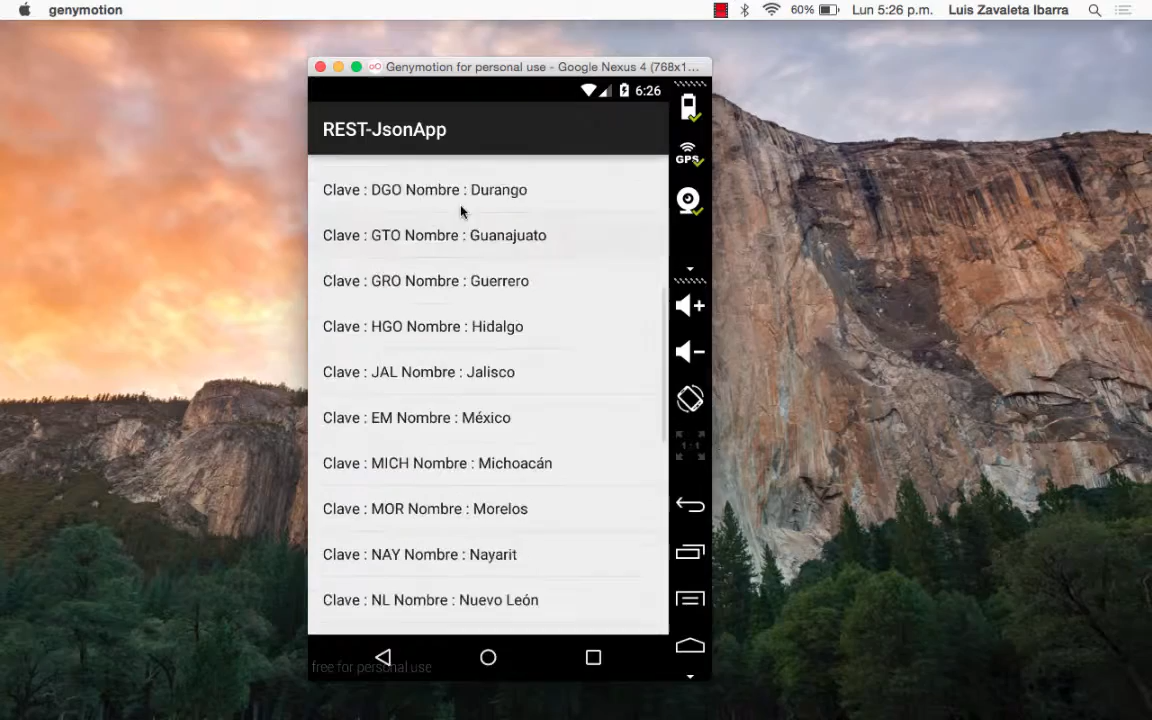 genymotion
60%
Lun 5:26 p.m.
Luis Zavaleta Ibarra
Genymotion for personal use - Google Nexus 4 (768x1...
6:26
REST-JsonApp
GPS
Clave : DGO Nombre : Durango
Clave : GTO Nombre : Guanajuato
Clave : GRO Nombre : Guerrero
Clave : HGO Nombre : Hidalgo
1:1
Clave : JAL Nombre : Jalisco
Clave : EM Nombre : México
Clave : MICH Nombre : Michoacán
Clave : MOR Nombre : Morelos
Clave : NAY Nombre : Nayarit
Clave : NL Nombre : Nuevo León
free for personal use